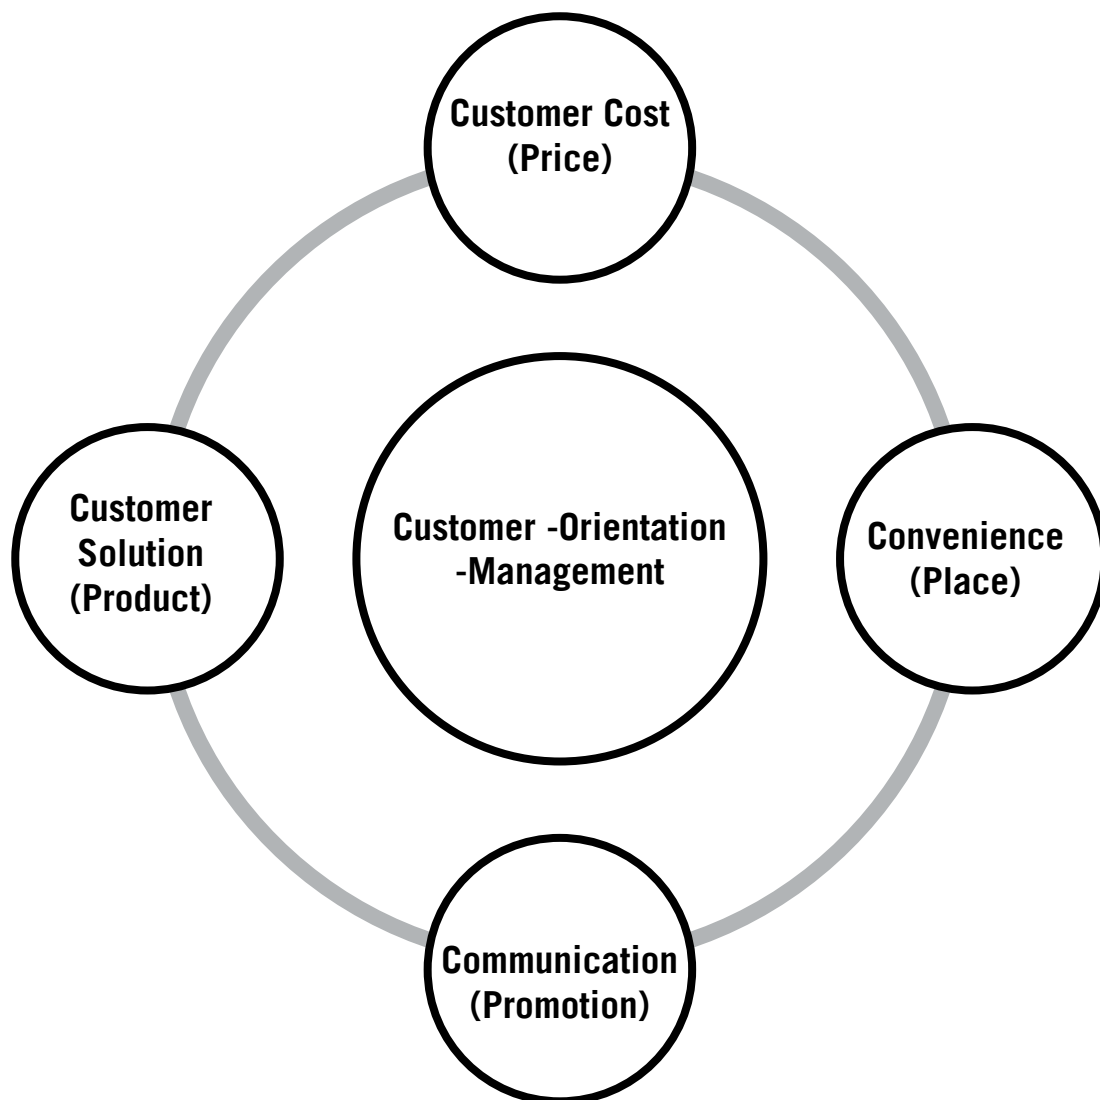 Customer Cost
(Price)
Customer
Solution
(Product)
Customer -Orientation
-Management
Convenience
(Place)
Communication
(Promotion)